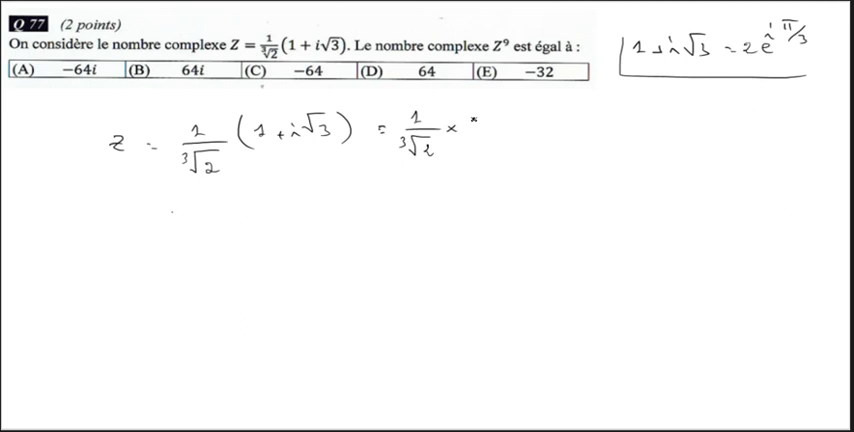 Q 77 (2 points)
On considère le nombre complexe Z = 1/∛2 (1 + i√3). Le nombre complexe Z⁹ est égal à :
(A) −64i (B) 64i (C) −64 (D) 64 (E) −32
1 + i√3 = 2e^(iπ/3)
z = 1/∛2 (1 + i√3) = 1/∛2 ×